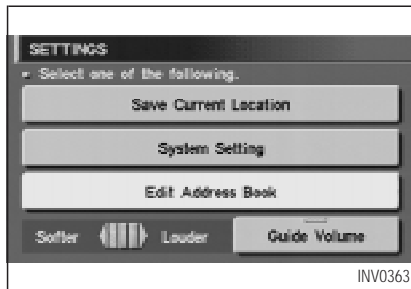 SETTINGS
Select one of the following.
Save Current Location
System Setting
Edit Address Book
Softer Louder Guide Volume
INV0363